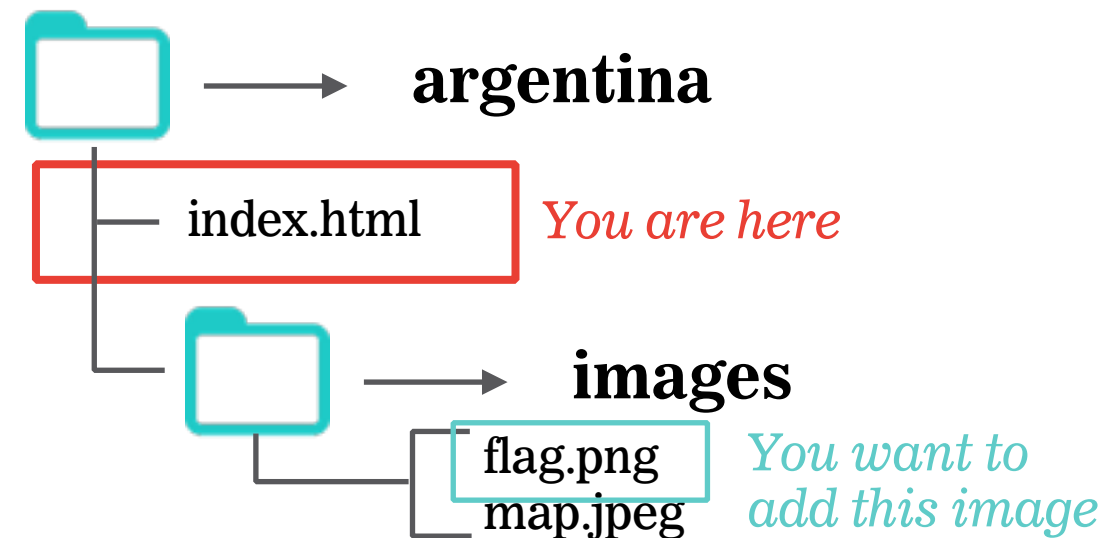 argentina
index.html
You are here
images
flag.png
You want to
add this image
map.jpeg